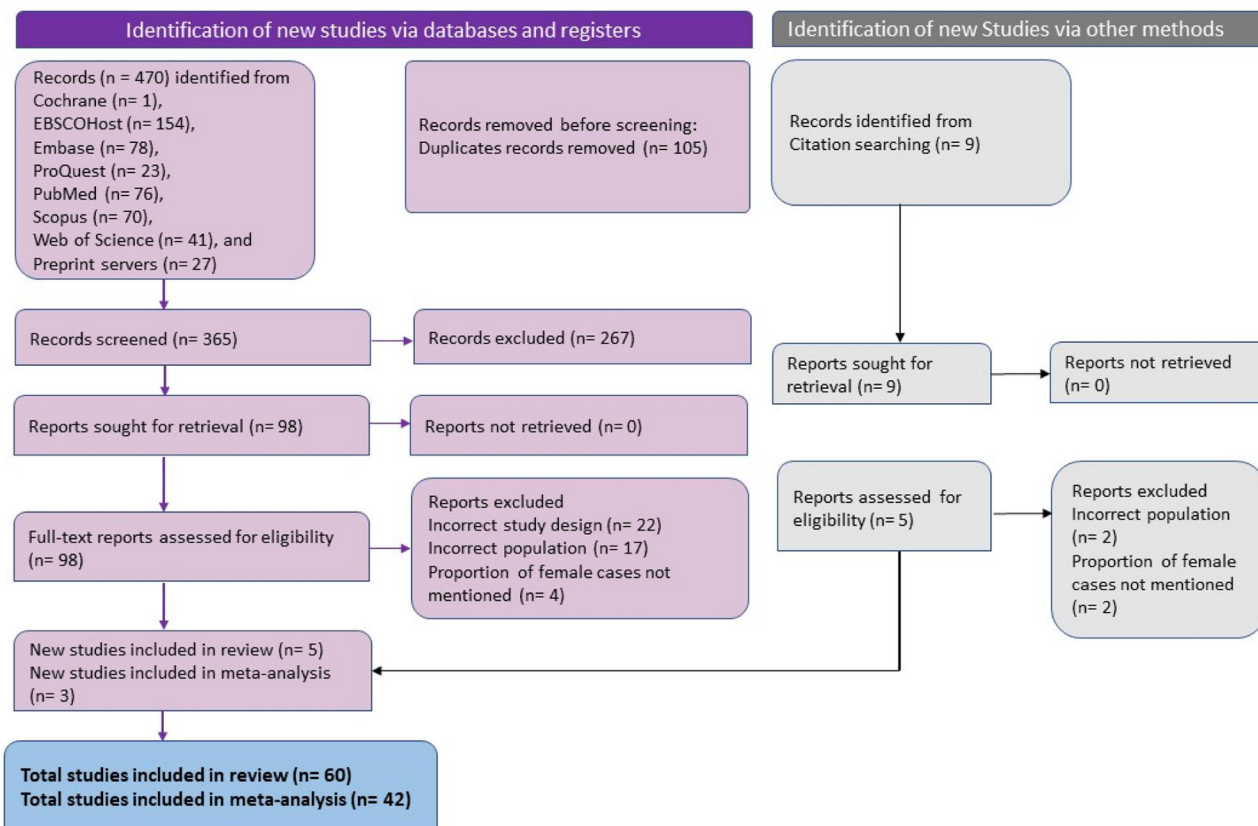 Identification of new studies via databases and registers
Records (n = 470) identified from
Cochrane (n= 1),
EBSCOHost (n= 154),
Embase (n= 78),
ProQuest (n= 23),
PubMed (n= 76),
Scopus (n= 70),
Web of Science (n= 41), and
Preprint servers (n= 27)
Records removed before screening:
Duplicates records removed (n= 105)
Records screened (n= 365)
Records excluded (n= 267)
Reports sought for retrieval (n= 98)
Reports not retrieved (n= 0)
Full-text reports assessed for eligibility
(n= 98)
Reports excluded
Incorrect study design (n= 22)
Incorrect population (n= 17)
Proportion of female cases not
mentioned (n= 4)
New studies included in review (n= 5)
New studies included in meta-analysis
(n= 3)
Total studies included in review (n= 60)
Total studies included in meta-analysis (n= 42)
Identification of new Studies via other methods
Records identified from
Citation searching (n= 9)
Reports sought for
retrieval (n= 9)
Reports not retrieved
(n= 0)
Reports assessed for
eligibility (n= 5)
Reports excluded
Incorrect population
(n= 2)
Proportion of female
cases not mentioned
(n= 2)